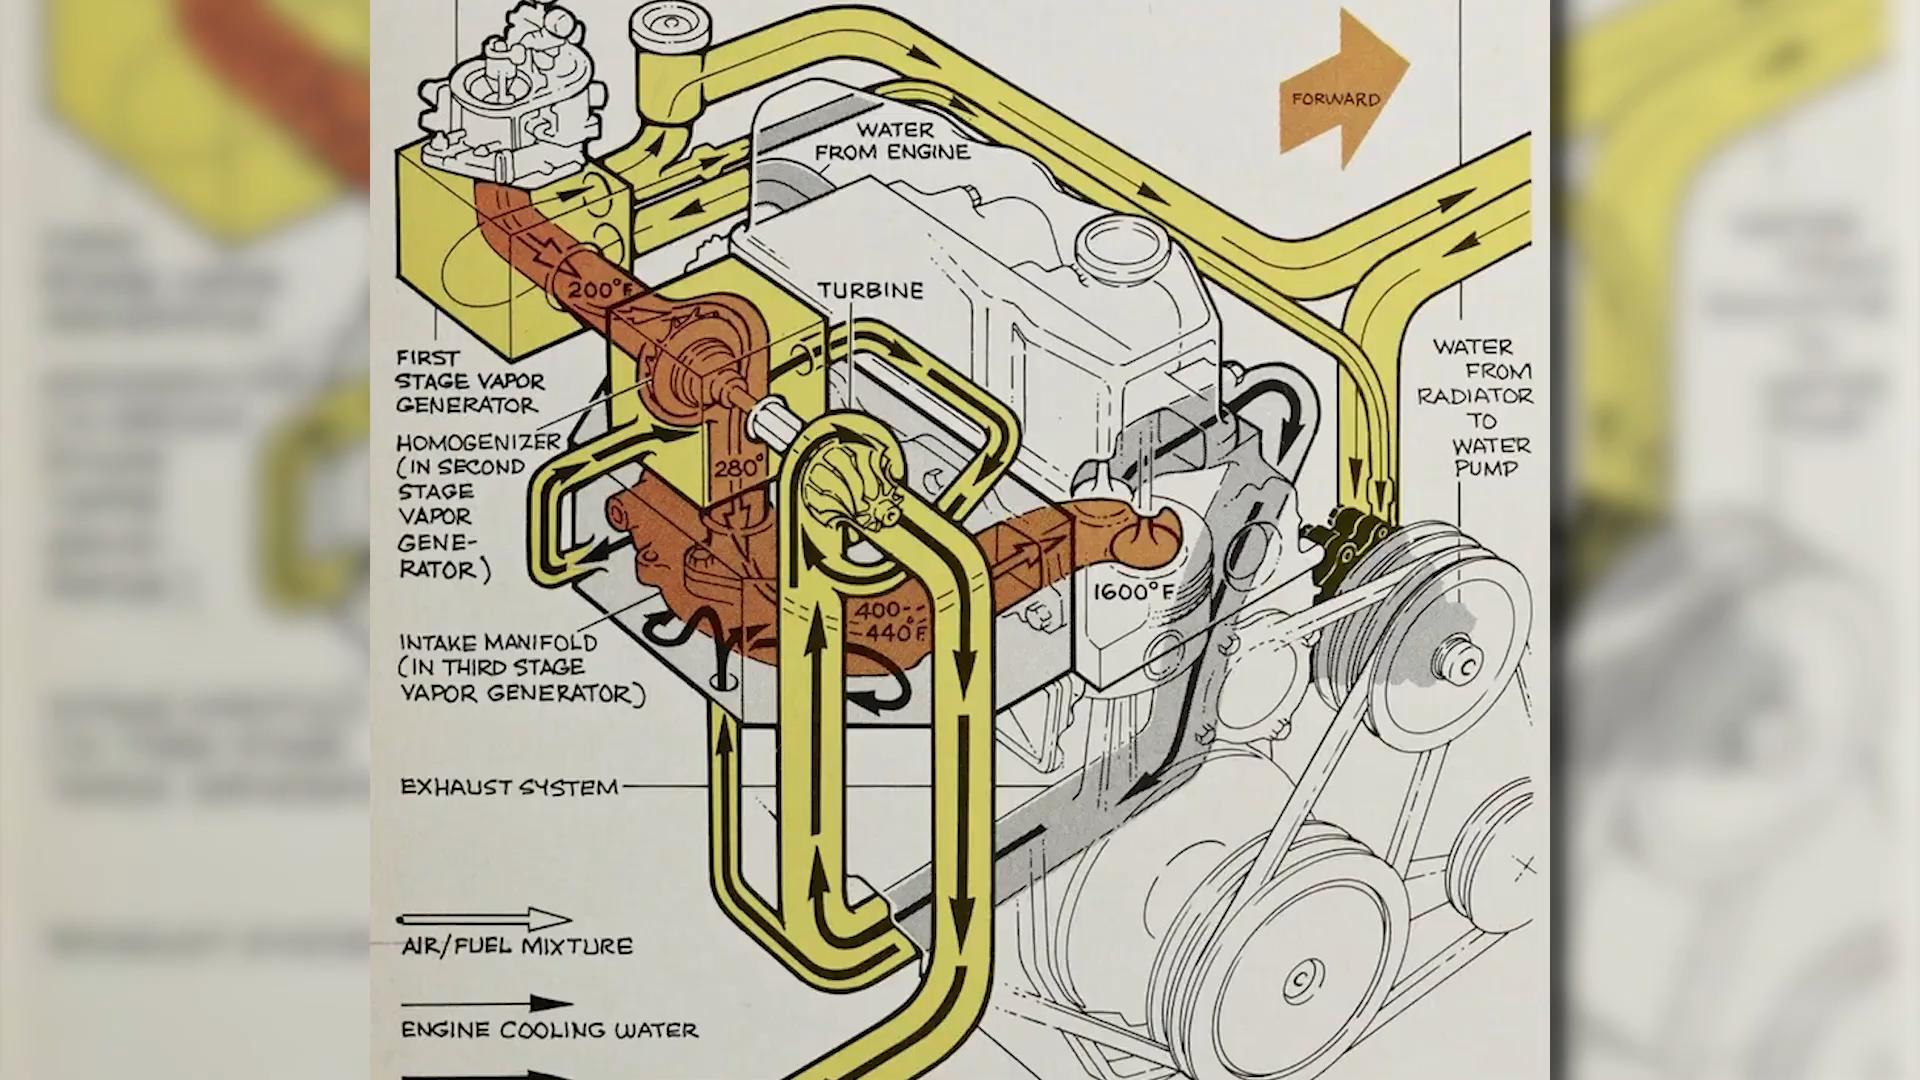 FORWARD
WATER
FROM ENGINE
200°F
TURBINE
FIRST
STAGE VAPOR
GENERATOR
HOMOGENIZER
(IN SECOND
STAGE
VAPOR
GENE-
RATOR)
280°
WATER
FROM
RADIATOR
TO
WATER
PUMP
1600°F
400-
-440°F
INTAKE MANIFOLD
(IN THIRD STAGE
VAPOR GENERATOR)
EXHAUST SYSTEM
AIR/FUEL MIXTURE
ENGINE COOLING WATER